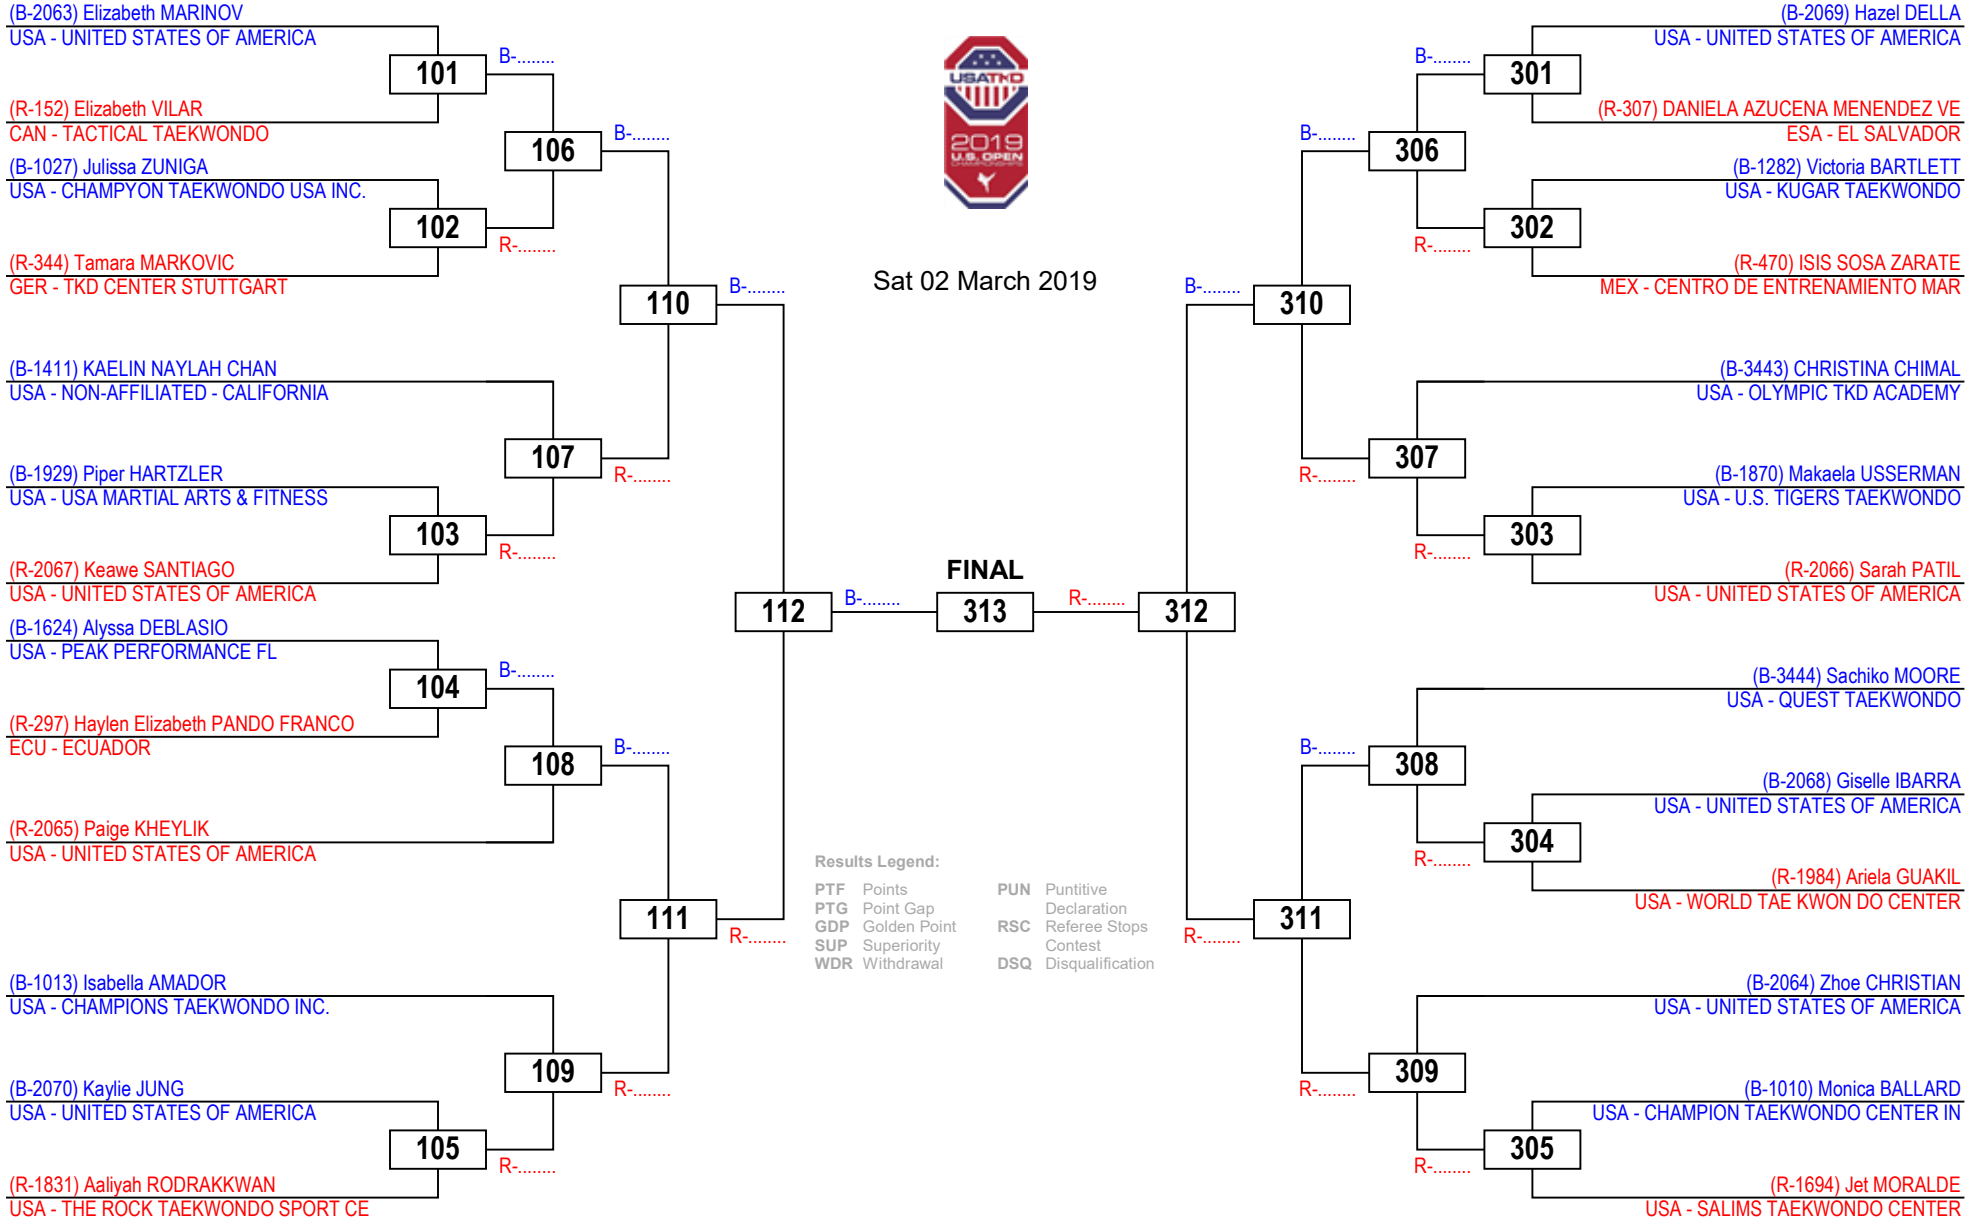 (B-2063) Elizabeth MARINOV
USA - UNITED STATES OF AMERICA
101
B-........
(R-152) Elizabeth VILAR
CAN - TACTICAL TAEKWONDO
106
B-........
(B-1027) Julissa ZUNIGA
USA - CHAMPYON TAEKWONDO USA INC.
102
R-........
(R-344) Tamara MARKOVIC
GER - TKD CENTER STUTTGART
110
B-........
(B-1411) KAELIN NAYLAH CHAN
USA - NON-AFFILIATED - CALIFORNIA
107
R-........
(B-1929) Piper HARTZLER
USA - USA MARTIAL ARTS & FITNESS
103
R-........
(R-2067) Keawe SANTIAGO
USA - UNITED STATES OF AMERICA
112
B-........
(B-1624) Alyssa DEBLASIO
USA - PEAK PERFORMANCE FL
104
B-........
(R-297) Haylen Elizabeth PANDO FRANCO
ECU - ECUADOR
108
B-........
(R-2065) Paige KHEYLIK
USA - UNITED STATES OF AMERICA
111
R-........
(B-1013) Isabella AMADOR
USA - CHAMPIONS TAEKWONDO INC.
109
R-........
(B-2070) Kaylie JUNG
USA - UNITED STATES OF AMERICA
105
R-........
(R-1831) Aaliyah RODRAKKWAN
USA - THE ROCK TAEKWONDO SPORT CE
USATKD
2019
U.S. OPEN
CHAMPIONSHIPS
Sat 02 March 2019
FINAL
313
Results Legend:
PTF Points
PTG Point Gap
GDP Golden Point
SUP Superiority
WDR Withdrawal
PUN Puntitive
Declaration
RSC Referee Stops
Contest
DSQ Disqualification
(B-2069) Hazel DELLA
USA - UNITED STATES OF AMERICA
B-........
301
(R-307) DANIELA AZUCENA MENENDEZ VE
ESA - EL SALVADOR
B-........
306
(B-1282) Victoria BARTLETT
USA - KUGAR TAEKWONDO
R-........
302
(R-470) ISIS SOSA ZARATE
MEX - CENTRO DE ENTRENAMIENTO MAR
B-........
310
(B-3443) CHRISTINA CHIMAL
USA - OLYMPIC TKD ACADEMY
R-........
307
(B-1870) Makaela USSERMAN
USA - U.S. TIGERS TAEKWONDO
R-........
303
(R-2066) Sarah PATIL
USA - UNITED STATES OF AMERICA
R-........
312
(B-3444) Sachiko MOORE
USA - QUEST TAEKWONDO
B-........
308
(B-2068) Giselle IBARRA
USA - UNITED STATES OF AMERICA
R-........
304
(R-1984) Ariela GUAKIL
USA - WORLD TAE KWON DO CENTER
R-........
311
(B-2064) Zhoe CHRISTIAN
USA - UNITED STATES OF AMERICA
R-........
309
(B-1010) Monica BALLARD
USA - CHAMPION TAEKWONDO CENTER IN
R-........
305
(R-1694) Jet MORALDE
USA - SALIMS TAEKWONDO CENTER